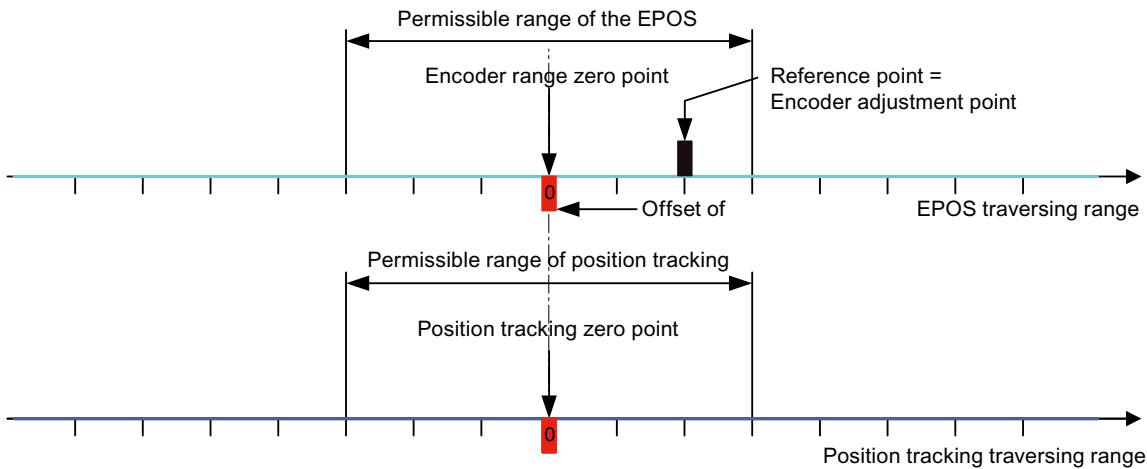 Permissible range of the EPOS
Encoder range zero point
Reference point =
Encoder adjustment point
0
Offset of
EPOS traversing range
Permissible range of position tracking
Position tracking zero point
0
Position tracking traversing range